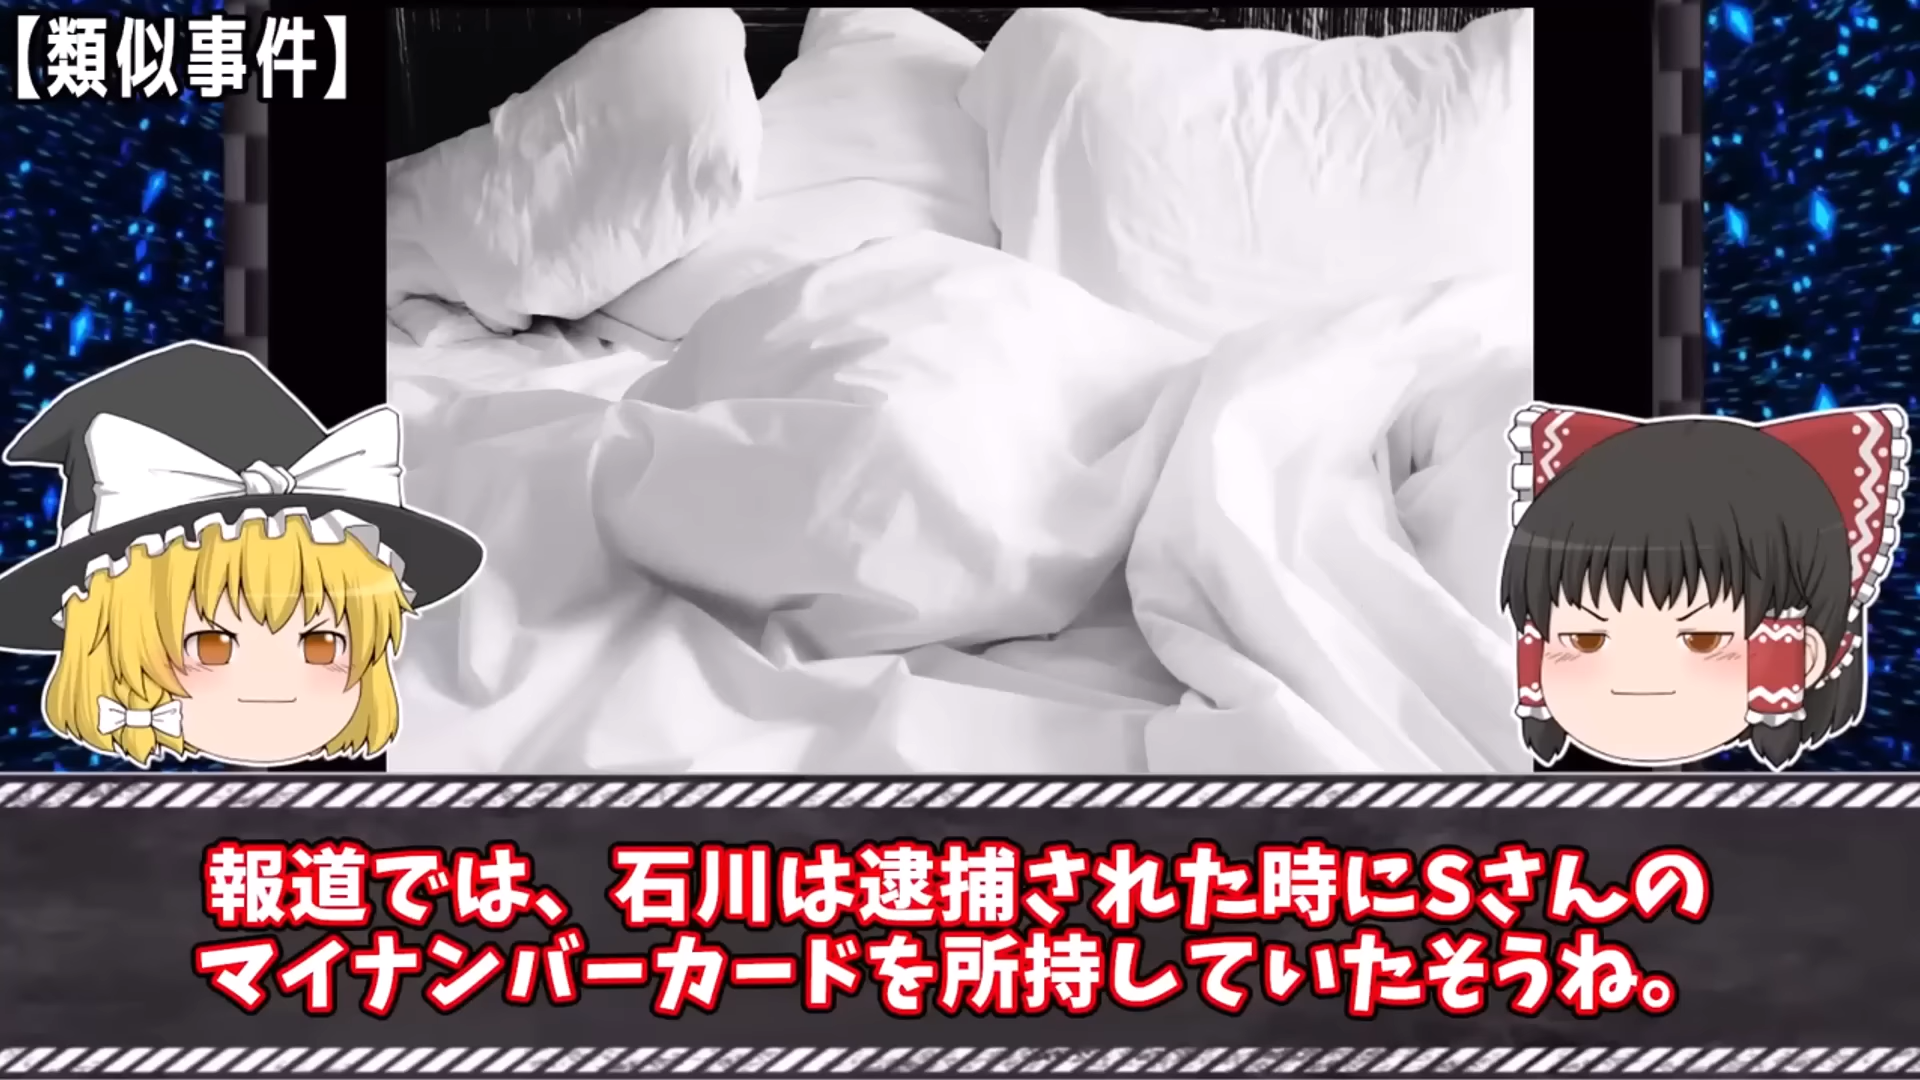 【類似事件】
報道では、石川は逮捕された時にSさんの
マイナンバーカードを所持していたそうね。